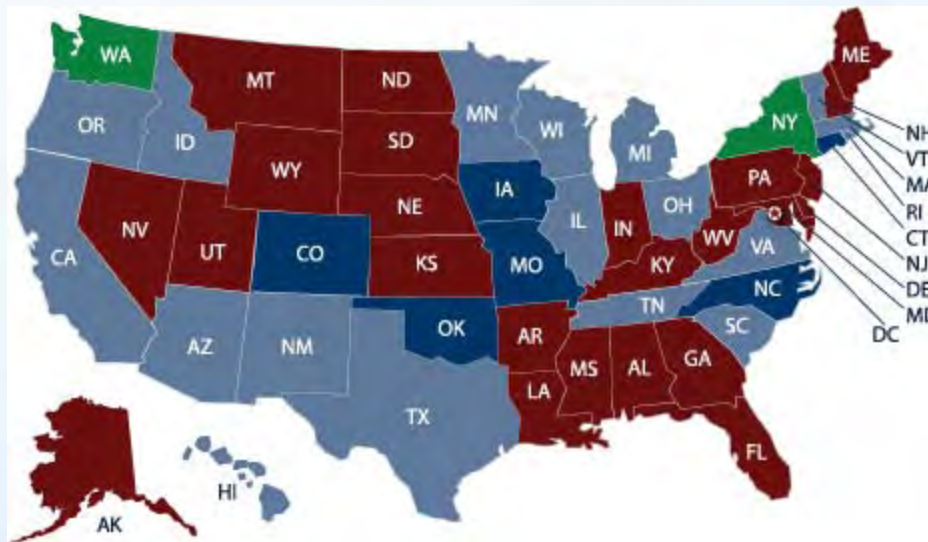 WA
MT
ND
ME
OR
MN
NY
ID
WI
SD
MI
NH
WY
VT
PA
IA
MA
NE
OH
RI
IL
IN
NV
CT
WV
UT
VA
CO
NJ
CA
KS
MO
KY
DE
NC
MD
TN
OK
DC
SC
AR
AZ
NM
MS
AL
GA
LA
TX
FL
HI
AK